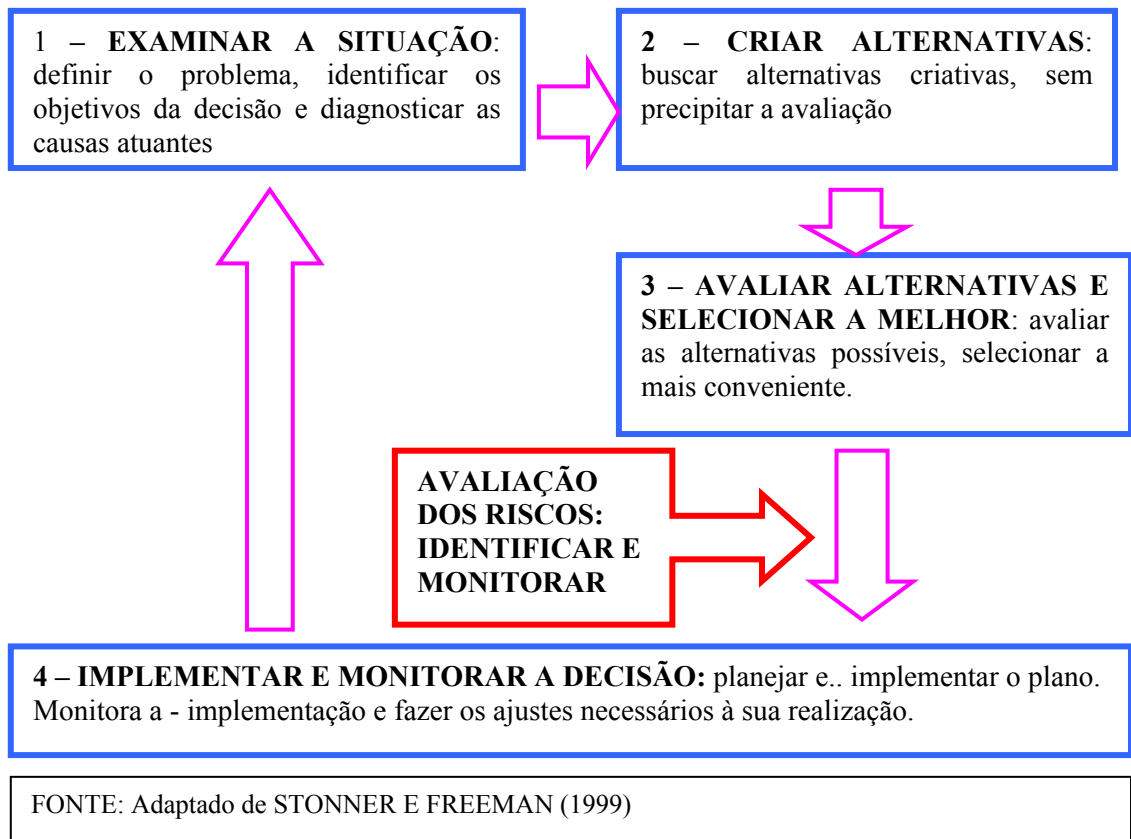 1 – EXAMINAR A SITUAÇÃO:
definir o problema, identificar os
objetivos da decisão e diagnosticar as
causas atuantes
2 – CRIAR ALTERNATIVAS:
buscar alternativas criativas, sem
precipitar a avaliação
3 – AVALIAR ALTERNATIVAS E
SELECIONAR A MELHOR: avaliar
as alternativas possíveis, selecionar a
mais conveniente.
AVALIAÇÃO
DOS RISCOS:
IDENTIFICAR E
MONITORAR
4 – IMPLEMENTAR E MONITORAR A DECISÃO: planejar e.. implementar o plano.
Monitora a - implementação e fazer os ajustes necessários à sua realização.
FONTE: Adaptado de STONNER E FREEMAN (1999)